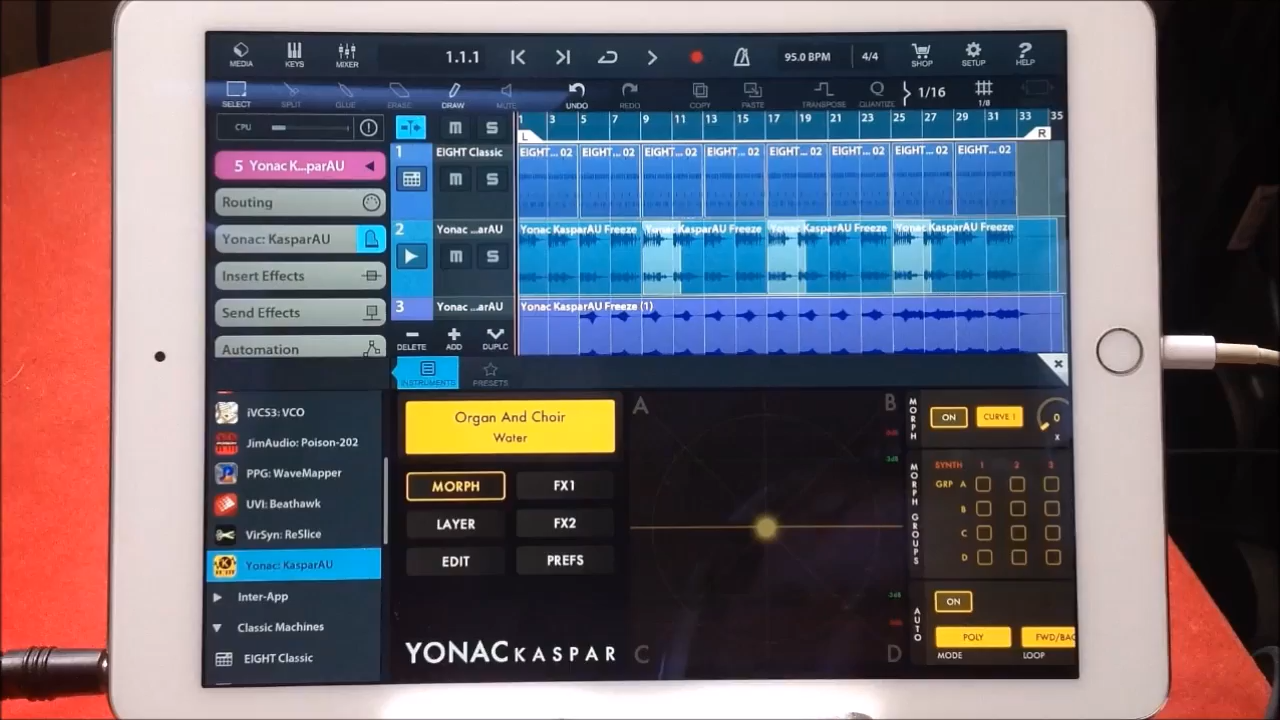 MEDIA KEYS MIXER 1.1.1 95.0 BPM 4/4 SHOP SETUP HELP
SELECT SPLIT GLUE ERASE DRAW MUTE UNDO REDO COPY PASTE TRANSPOSE QUANTIZE 1/16 1/8
CPU M S 1 3 5 7 9 11 13 15 17 19 21 23 25 27 29 31 33 35
L R
5 Yonac K...parAU 1 EIGHT Classic EIGHT... 02 EIGHT... 02 EIGHT... 02 EIGHT... 02 EIGHT... 02 EIGHT... 02 EIGHT... 02 EIGHT... 02
M S
Routing
Yonac: KasparAU 2 Yonac ...arAU Yonac KasparAU Freeze Yonac KasparAU Freeze Yonac KasparAU Freeze Yonac KasparAU Freeze
M S
Insert Effects
Send Effects 3 Yonac ...arAU Yonac KasparAU Freeze (1)
Automation DELETE ADD DUPLC
INSTRUMENTS PRESETS
iVCS3: VCO
JimAudio: Poison-202
PPG: WaveMapper
UVI: Beathawk
VirSyn: ReSlice
Yonac: KasparAU
Inter-App
Classic Machines
EIGHT Classic
Organ And Choir
Water
MORPH FX1
LAYER FX2
EDIT PREFS
YONAC KASPAR
A B
C D
MORPH ON CURVE 1 0
X
MORPH GROUPS
SYNTH 1 2 3
GRP A
B
C
D
AUTO ON
POLY FWD/BAC
MODE LOOP